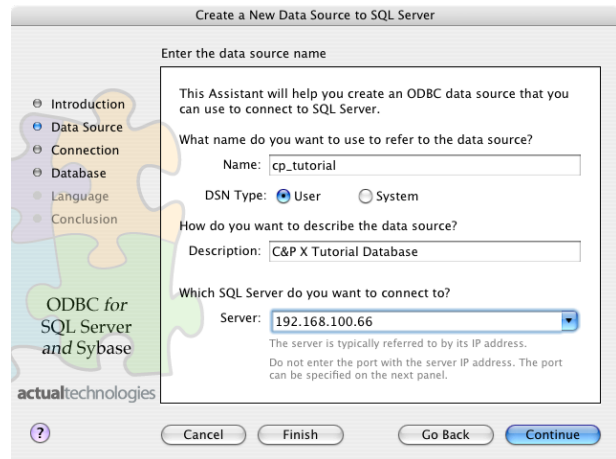 Create a New Data Source to SQL Server
Enter the data source name
Introduction
Data Source
Connection
Database
Language
Conclusion
ODBC for
SQL Server
and Sybase
actualtechnologies
This Assistant will help you create an ODBC data source that you
can use to connect to SQL Server.
What name do you want to use to refer to the data source?
Name: cp_tutorial
DSN Type: User System
How do you want to describe the data source?
Description: C&P X Tutorial Database
Which SQL Server do you want to connect to?
Server: 192.168.100.66
The server is typically referred to by its IP address.
Do not enter the port with the server IP address. The port
can be specified on the next panel.
? Cancel Finish Go Back Continue